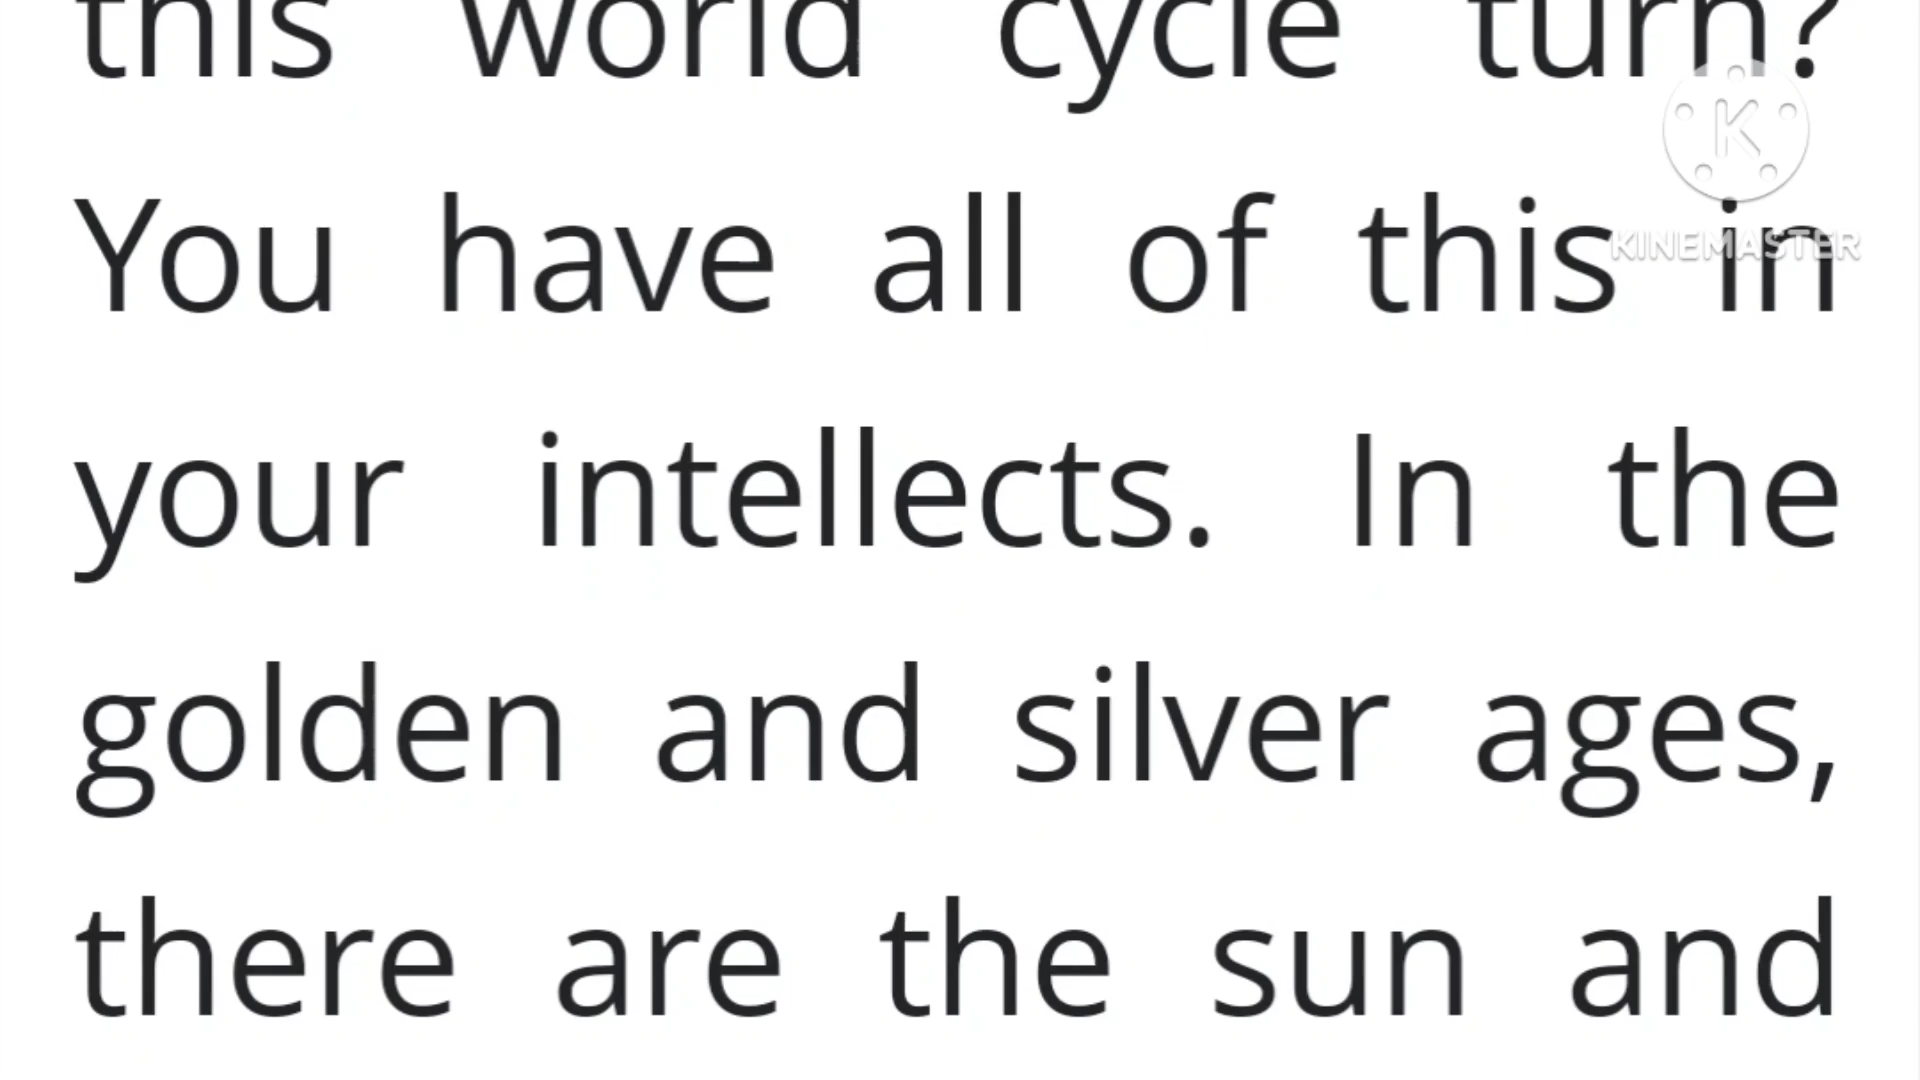 this world cycle turn?
You have all of this in
KINEMASTER
your intellects. In the
golden and silver ages,
there are the sun and